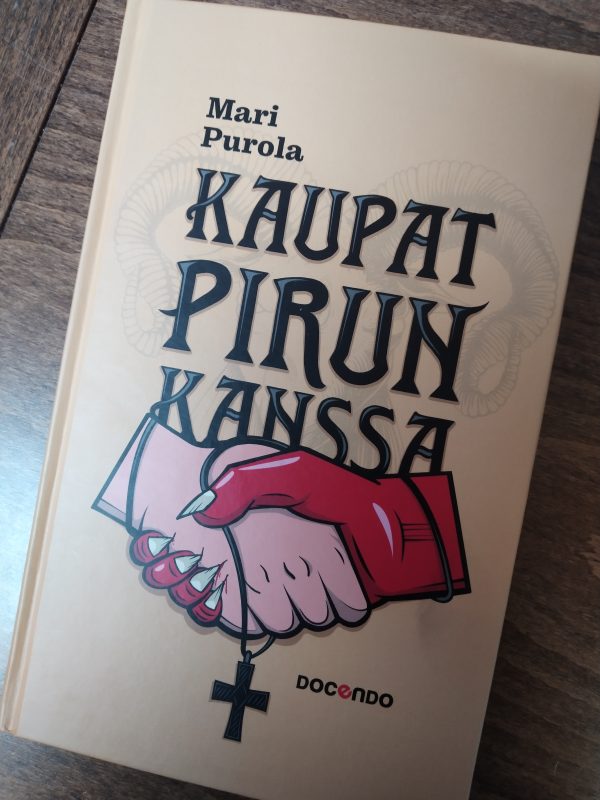 Mari
Purola
KAUPAT
PIRUN
KANSSA
DOCENDO